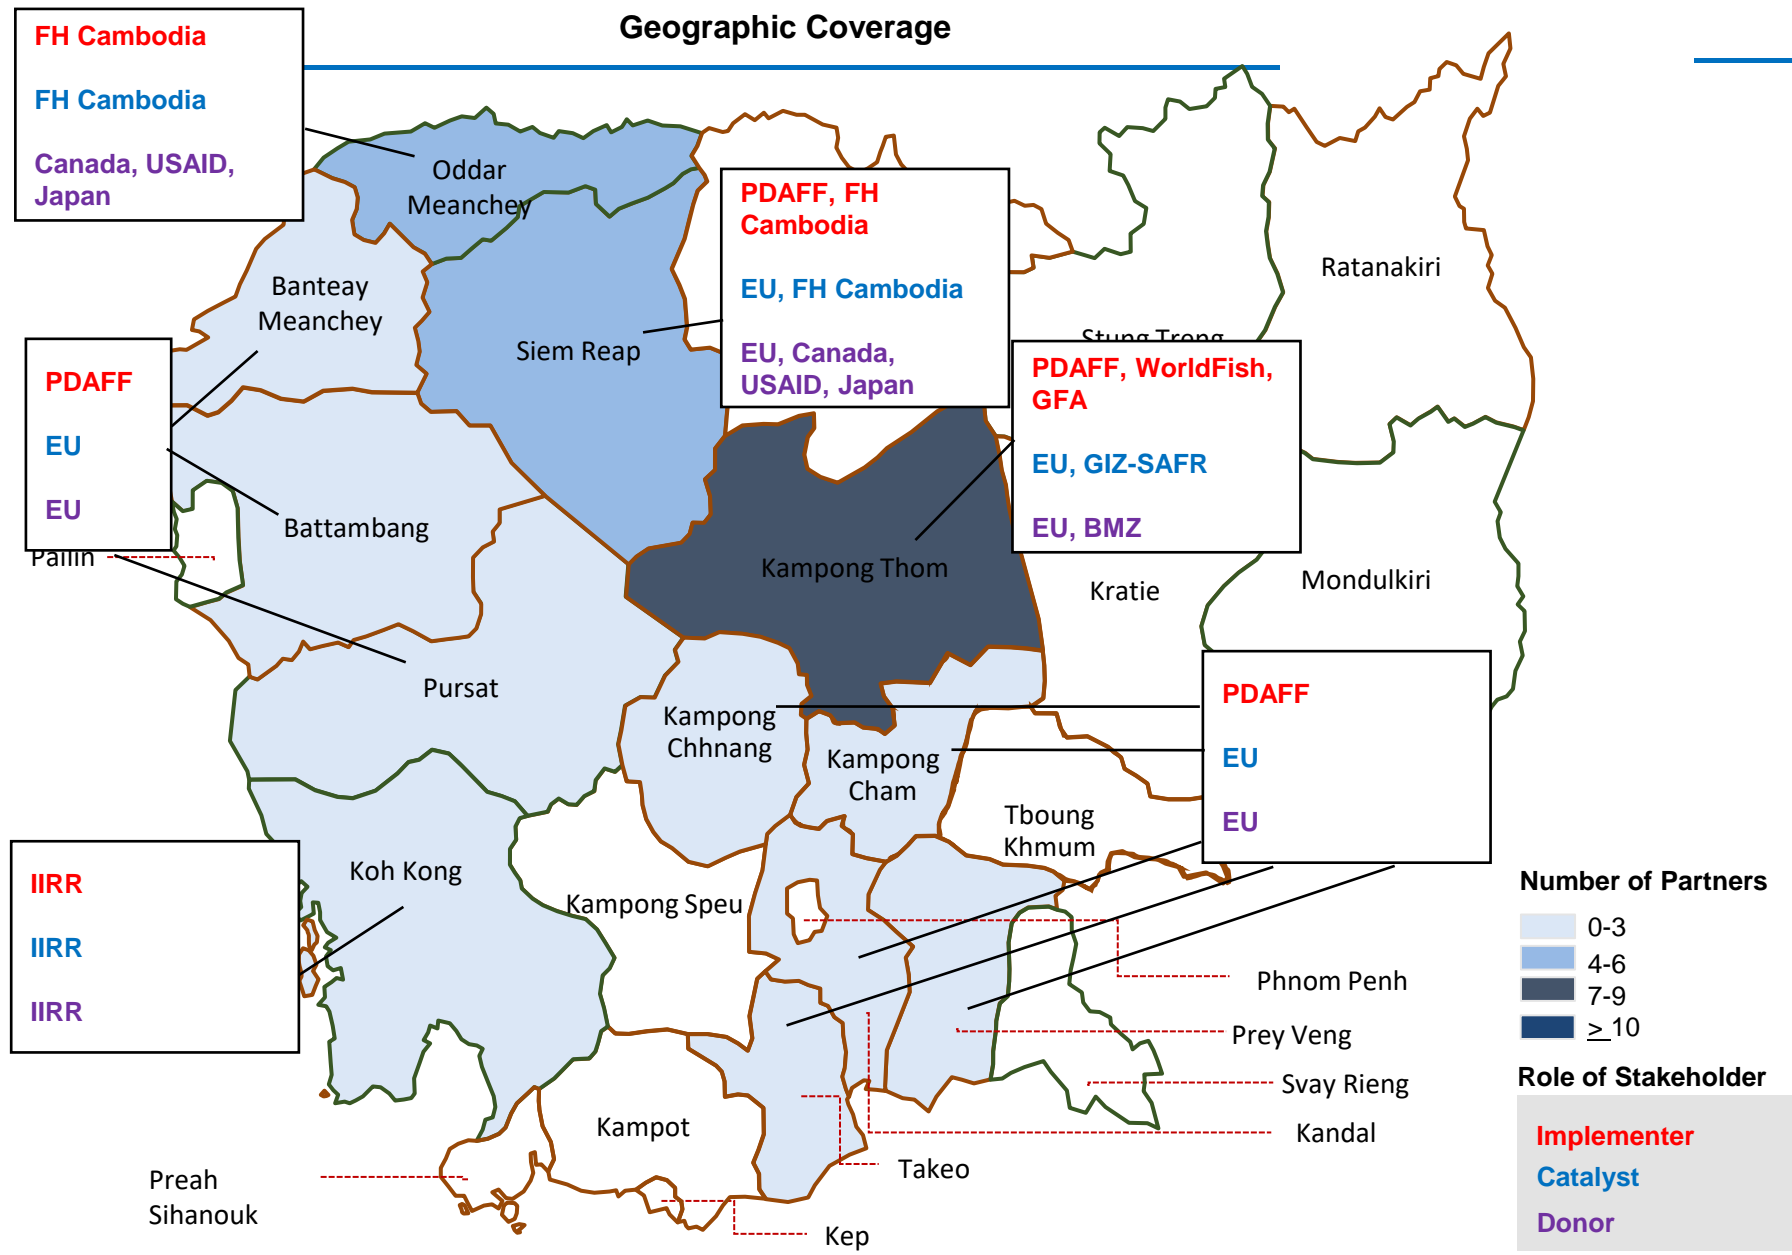 Geographic Coverage
FH Cambodia
FH Cambodia
Canada, USAID,
Japan
Oddar
Meanchey
PDAFF, FH
Cambodia
EU, FH Cambodia
EU, Canada,
USAID, Japan
Ratanakiri
Banteay
Meanchey
Siem Reap
Stung Treng
PDAFF
EU
EU
PDAFF, WorldFish,
GFA
EU, GIZ-SAFR
EU, BMZ
Battambang
Pailin
Kampong Thom
Kratie
Mondulkiri
Pursat
Kampong
Chhnang
Kampong
Cham
PDAFF
EU
EU
Tboung
Khmum
Koh Kong
Kampong Speu
IIRR
IIRR
IIRR
Number of Partners
0-3
4-6
7-9
≥ 10
Phnom Penh
Prey Veng
Svay Rieng
Kandal
Kampot
Takeo
Preah
Sihanouk
Kep
Role of Stakeholder
Implementer
Catalyst
Donor